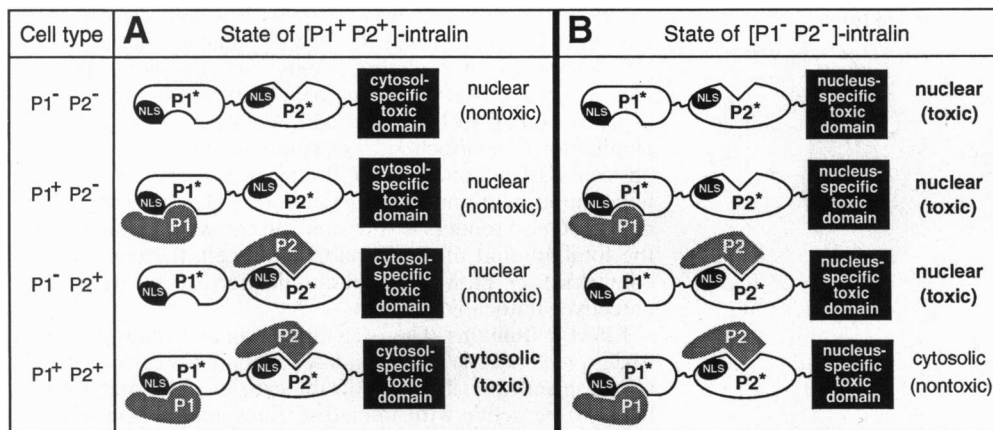 Cell type
A State of [P1⁺ P2⁺]-intralin
B State of [P1⁻ P2⁻]-intralin
P1⁻ P2⁻
NLS P1* NLS P2*
cytosol-
specific
toxic
domain
nuclear
(nontoxic)
NLS P1* NLS P2*
nucleus-
specific
toxic
domain
nuclear
(toxic)
P1⁺ P2⁻
NLS P1* P1 NLS P2*
cytosol-
specific
toxic
domain
nuclear
(nontoxic)
NLS P1* P1 NLS P2*
nucleus-
specific
toxic
domain
nuclear
(toxic)
P1⁻ P2⁺
P2
NLS P1* NLS P2*
cytosol-
specific
toxic
domain
nuclear
(nontoxic)
P2
NLS P1* NLS P2*
nucleus-
specific
toxic
domain
nuclear
(toxic)
P1⁺ P2⁺
P2
NLS P1* P1 NLS P2*
cytosol-
specific
toxic
domain
cytosolic
(toxic)
P2
NLS P1* P1 NLS P2*
nucleus-
specific
toxic
domain
cytosolic
(nontoxic)